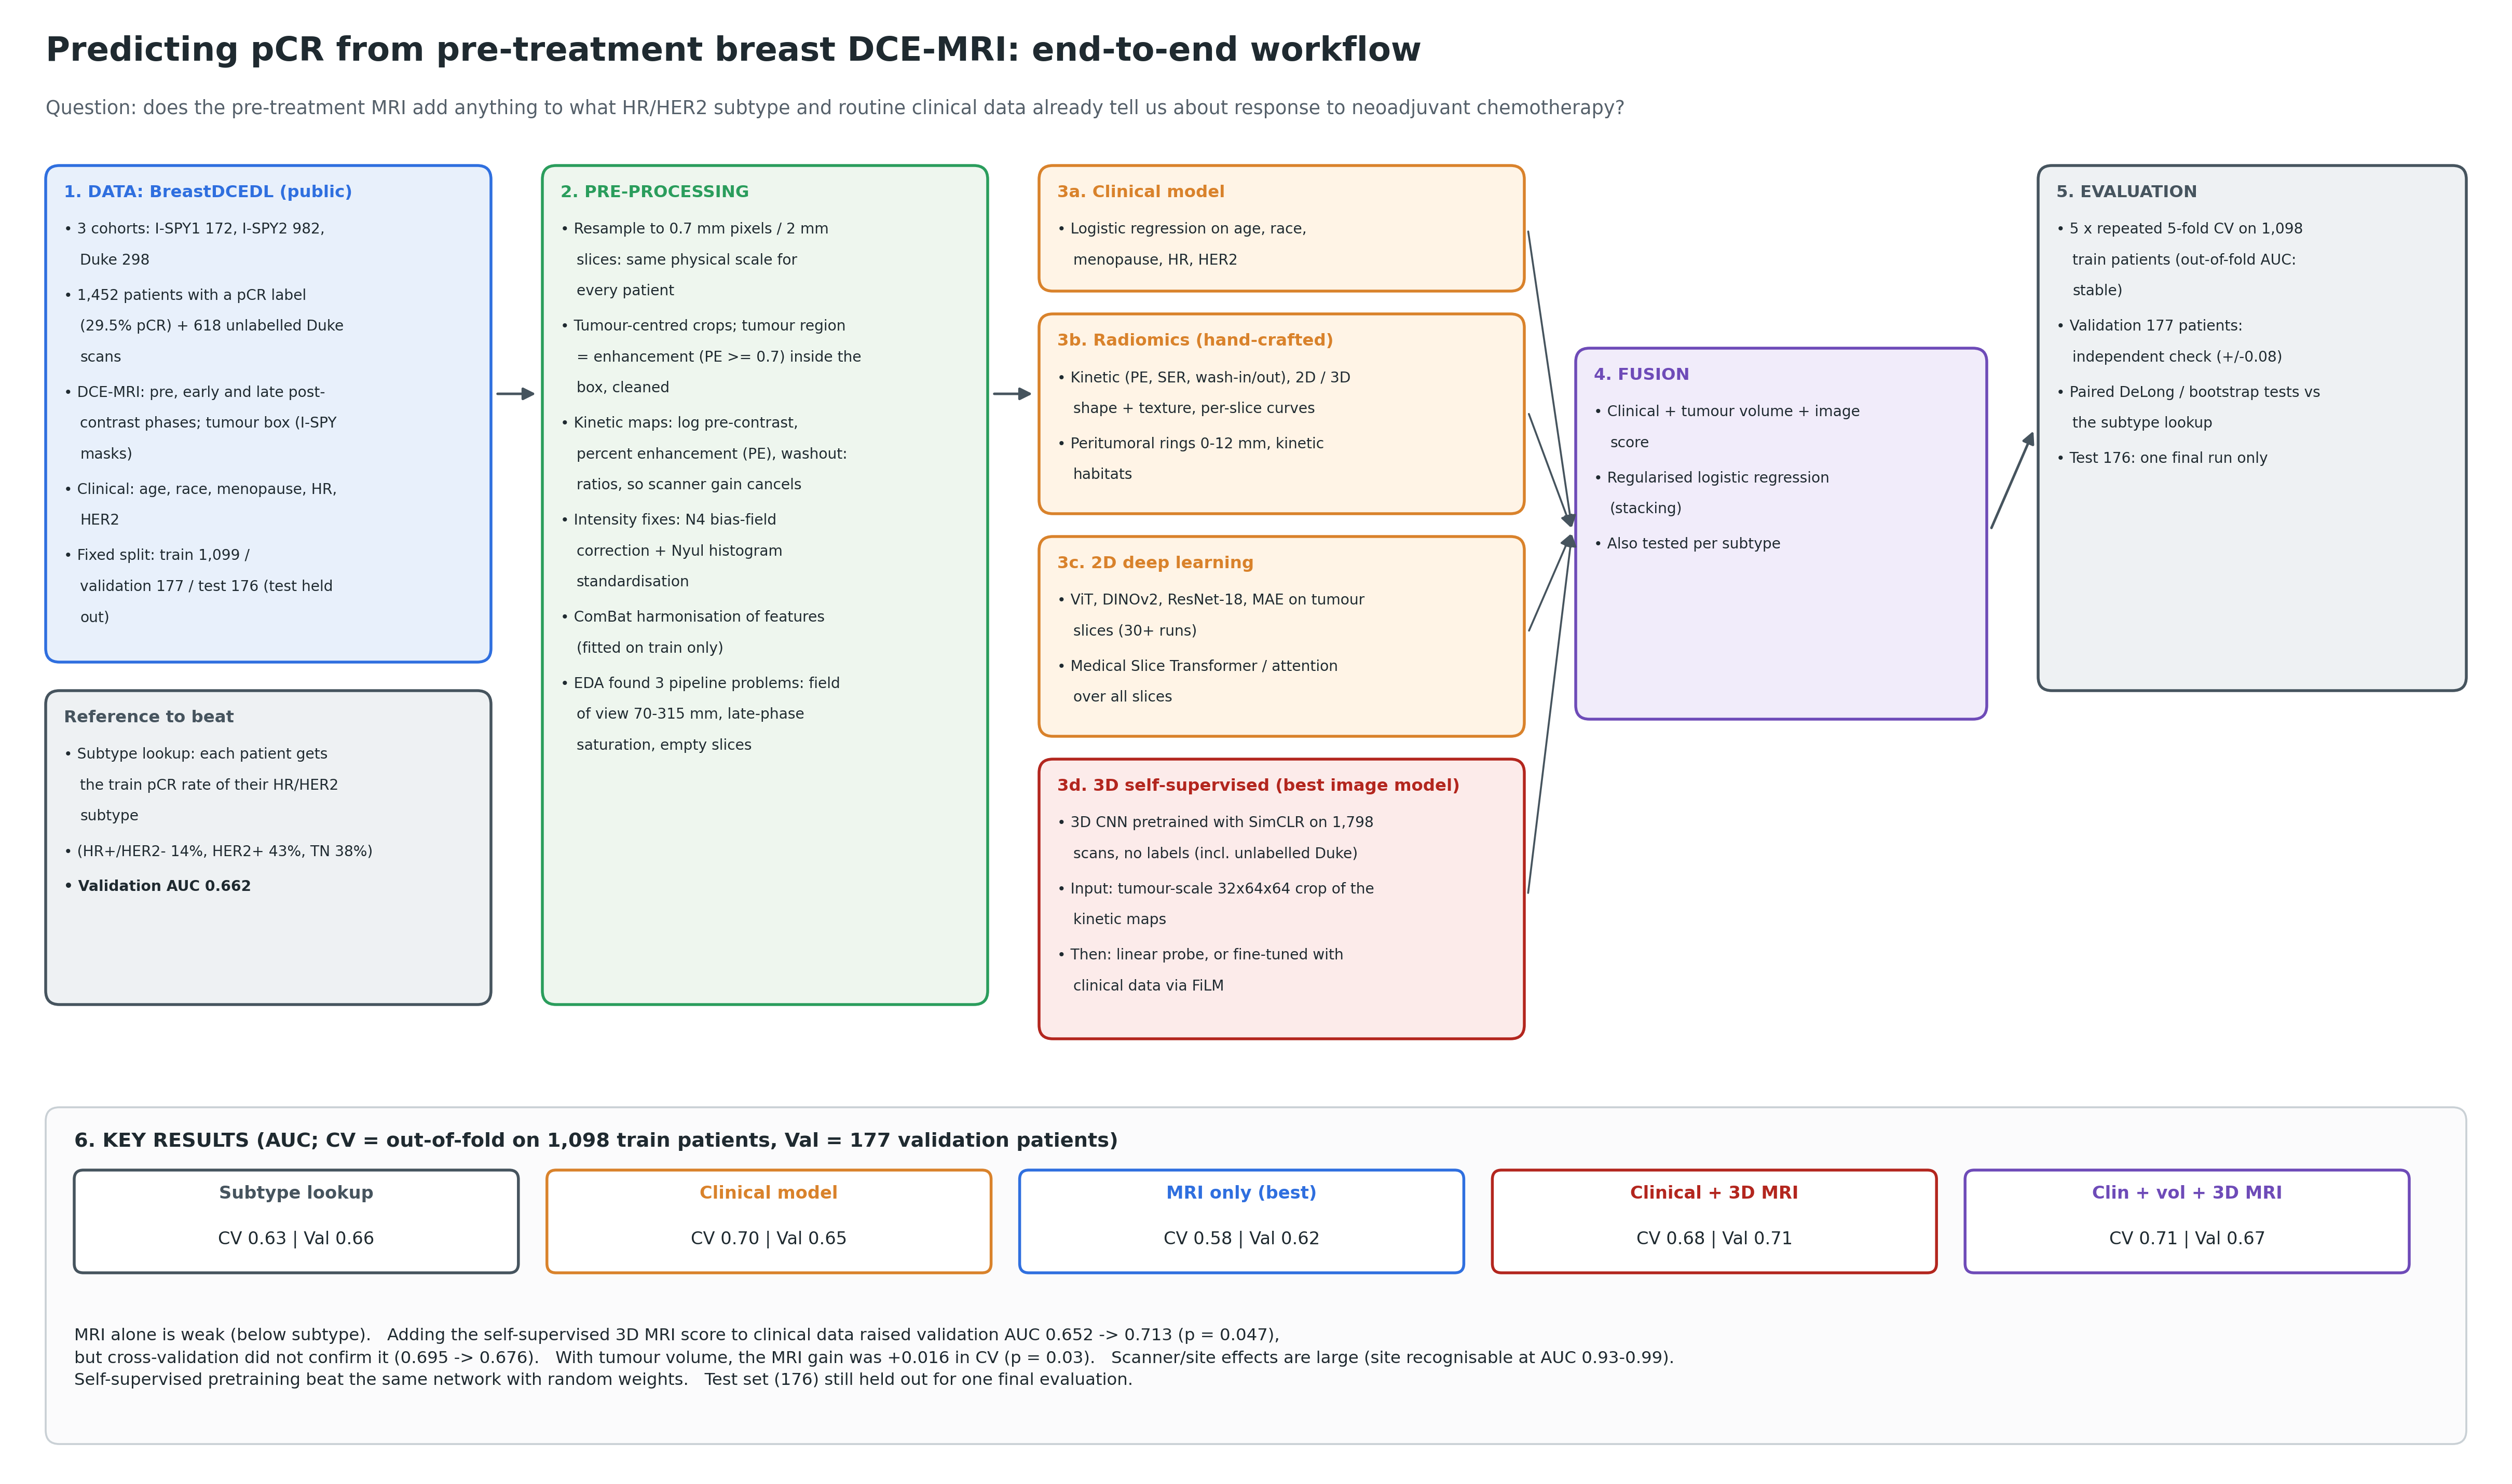 Predicting pCR from pre-treatment breast DCE-MRI: end-to-end workflow
Question: does the pre-treatment MRI add anything to what HR/HER2 subtype and routine clinical data already tell us about response to neoadjuvant chemotherapy?
1. DATA: BreastDCEDL (public)
• 3 cohorts: I-SPY1 172, I-SPY2 982,
Duke 298
• 1,452 patients with a pCR label
(29.5% pCR) + 618 unlabelled Duke
scans
• DCE-MRI: pre, early and late post-
contrast phases; tumour box (I-SPY
masks)
• Clinical: age, race, menopause, HR,
HER2
• Fixed split: train 1,099 /
validation 177 / test 176 (test held
out)
Reference to beat
• Subtype lookup: each patient gets
the train pCR rate of their HR/HER2
subtype
• (HR+/HER2- 14%, HER2+ 43%, TN 38%)
• Validation AUC 0.662
2. PRE-PROCESSING
• Resample to 0.7 mm pixels / 2 mm
slices: same physical scale for
every patient
• Tumour-centred crops; tumour region
= enhancement (PE >= 0.7) inside the
box, cleaned
• Kinetic maps: log pre-contrast,
percent enhancement (PE), washout:
ratios, so scanner gain cancels
• Intensity fixes: N4 bias-field
correction + Nyul histogram
standardisation
• ComBat harmonisation of features
(fitted on train only)
• EDA found 3 pipeline problems: field
of view 70-315 mm, late-phase
saturation, empty slices
3a. Clinical model
• Logistic regression on age, race,
menopause, HR, HER2
3b. Radiomics (hand-crafted)
• Kinetic (PE, SER, wash-in/out), 2D / 3D
shape + texture, per-slice curves
• Peritumoral rings 0-12 mm, kinetic
habitats
3c. 2D deep learning
• ViT, DINOv2, ResNet-18, MAE on tumour
slices (30+ runs)
• Medical Slice Transformer / attention
over all slices
3d. 3D self-supervised (best image model)
• 3D CNN pretrained with SimCLR on 1,798
scans, no labels (incl. unlabelled Duke)
• Input: tumour-scale 32x64x64 crop of the
kinetic maps
• Then: linear probe, or fine-tuned with
clinical data via FiLM
4. FUSION
• Clinical + tumour volume + image
score
• Regularised logistic regression
(stacking)
• Also tested per subtype
5. EVALUATION
• 5 x repeated 5-fold CV on 1,098
train patients (out-of-fold AUC:
stable)
• Validation 177 patients:
independent check (+/-0.08)
• Paired DeLong / bootstrap tests vs
the subtype lookup
• Test 176: one final run only
6. KEY RESULTS (AUC; CV = out-of-fold on 1,098 train patients, Val = 177 validation patients)
Subtype lookup
CV 0.63 | Val 0.66
Clinical model
CV 0.70 | Val 0.65
MRI only (best)
CV 0.58 | Val 0.62
Clinical + 3D MRI
CV 0.68 | Val 0.71
Clin + vol + 3D MRI
CV 0.71 | Val 0.67
MRI alone is weak (below subtype). Adding the self-supervised 3D MRI score to clinical data raised validation AUC 0.652 -> 0.713 (p = 0.047),
but cross-validation did not confirm it (0.695 -> 0.676). With tumour volume, the MRI gain was +0.016 in CV (p = 0.03). Scanner/site effects are large (site recognisable at AUC 0.93-0.99).
Self-supervised pretraining beat the same network with random weights. Test set (176) still held out for one final evaluation.